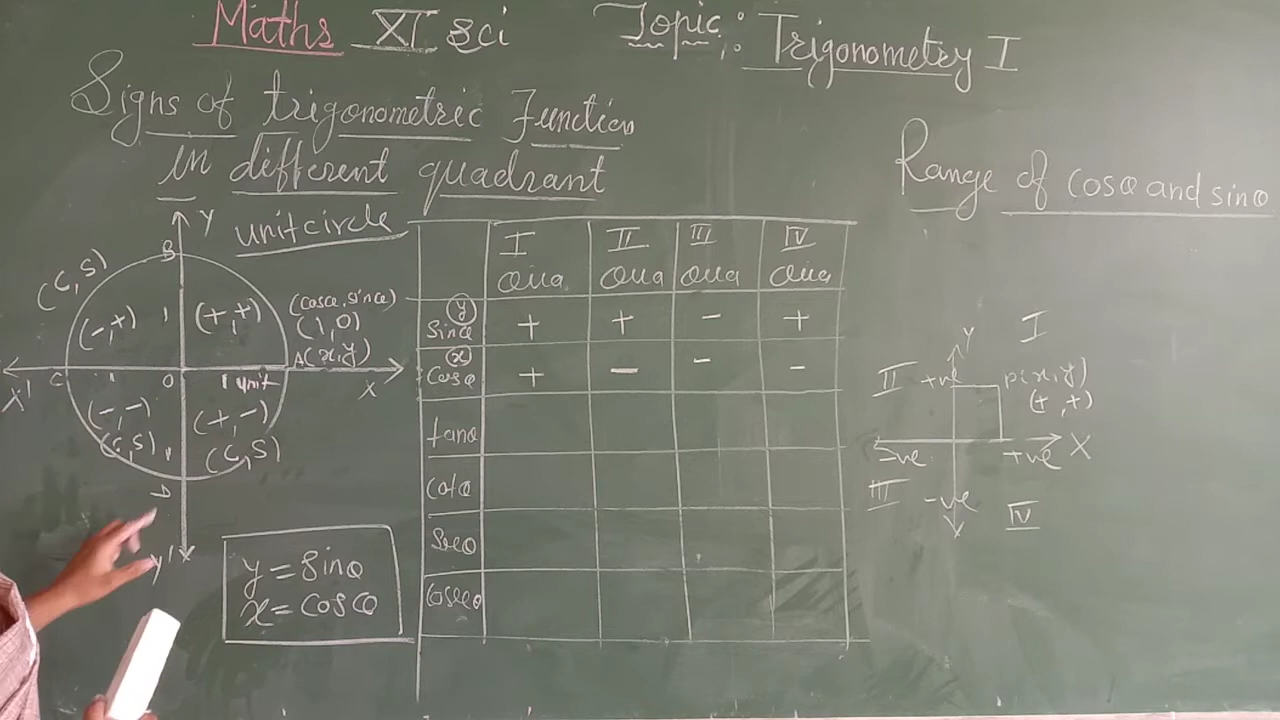 Maths XI sci
Topic: Trigonometry I
Signs of trigonometric Function
in different quadrant
Range of cosθ and sinθ
unit circle
Y
B
(C, S)
(-, +)
1
(+, +)
(cosθ, sinθ)
(1, 0)
A(x, y)
X'
C
0
1 unit
X
(-, -)
(C, S)
(+, -)
(C, S)
D
Y'
y = sinθ
x = cosθ
I Qua II Qua III Qua IV Qua
(y)
sinθ + + - +
(x)
cosθ + - - -
tanθ
cotθ
secθ
cosecθ
Y
I
II
+ve
P(x, y)
(+, +)
X
+ve
III
-ve
IV